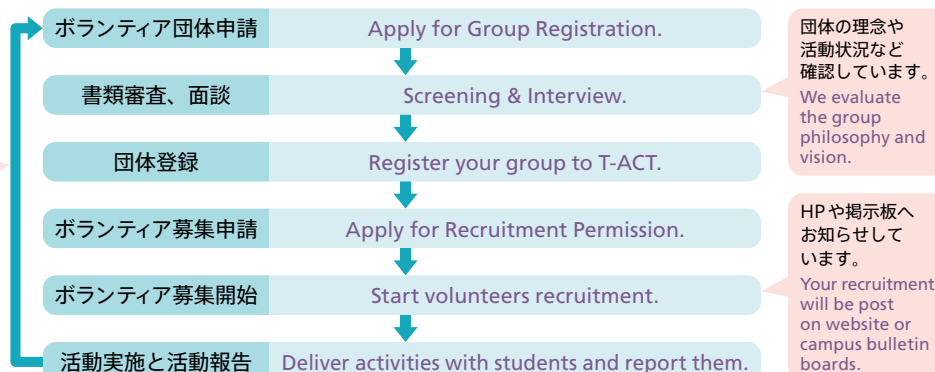 ボランティア団体申請 Apply for Group Registration.
書類審査、面談 Screening & Interview.
団体登録 Register your group to T-ACT.
ボランティア募集申請 Apply for Recruitment Permission.
ボランティア募集開始 Start volunteers recruitment.
活動実施と活動報告 Deliver activities with students and report them.
団体の理念や
活動状況など
確認しています。
We evaluate
the group
philosophy and
vision.
HPや掲示板へ
お知らせして
います。
Your recruitment
will be post
on website or
campus bulletin
boards.